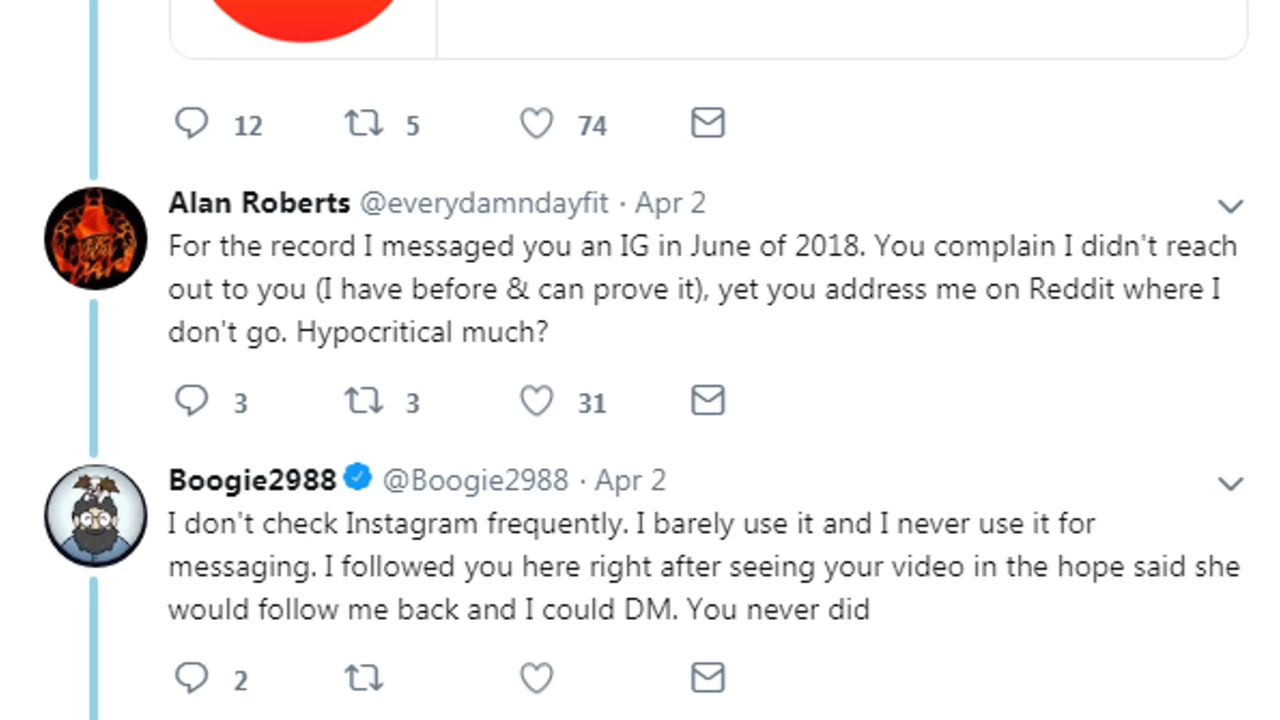 12 5 74
Alan Roberts @everydamndayfit · Apr 2
For the record I messaged you an IG in June of 2018. You complain I didn't reach
out to you (I have before & can prove it), yet you address me on Reddit where I
don't go. Hypocritical much?
3 3 31
Boogie2988 @Boogie2988 · Apr 2
I don't check Instagram frequently. I barely use it and I never use it for
messaging. I followed you here right after seeing your video in the hope said she
would follow me back and I could DM. You never did
2